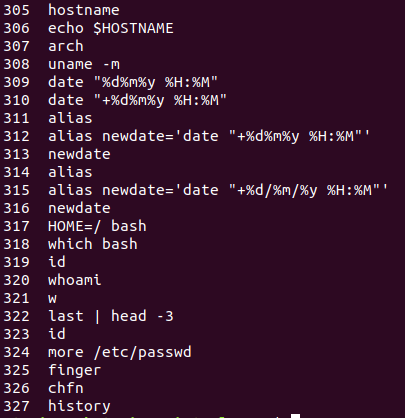 305 hostname
306 echo $HOSTNAME
307 arch
308 uname -m
309 date "%d%m%y %H:%M"
310 date "+%d%m%y %H:%M"
311 alias
312 alias newdate='date "+%d%m%y %H:%M"'
313 newdate
314 alias
315 alias newdate='date "+%d/%m/%y %H:%M"'
316 newdate
317 HOME=/ bash
318 which bash
319 id
320 whoami
321 w
322 last | head -3
323 id
324 more /etc/passwd
325 finger
326 chfn
327 history